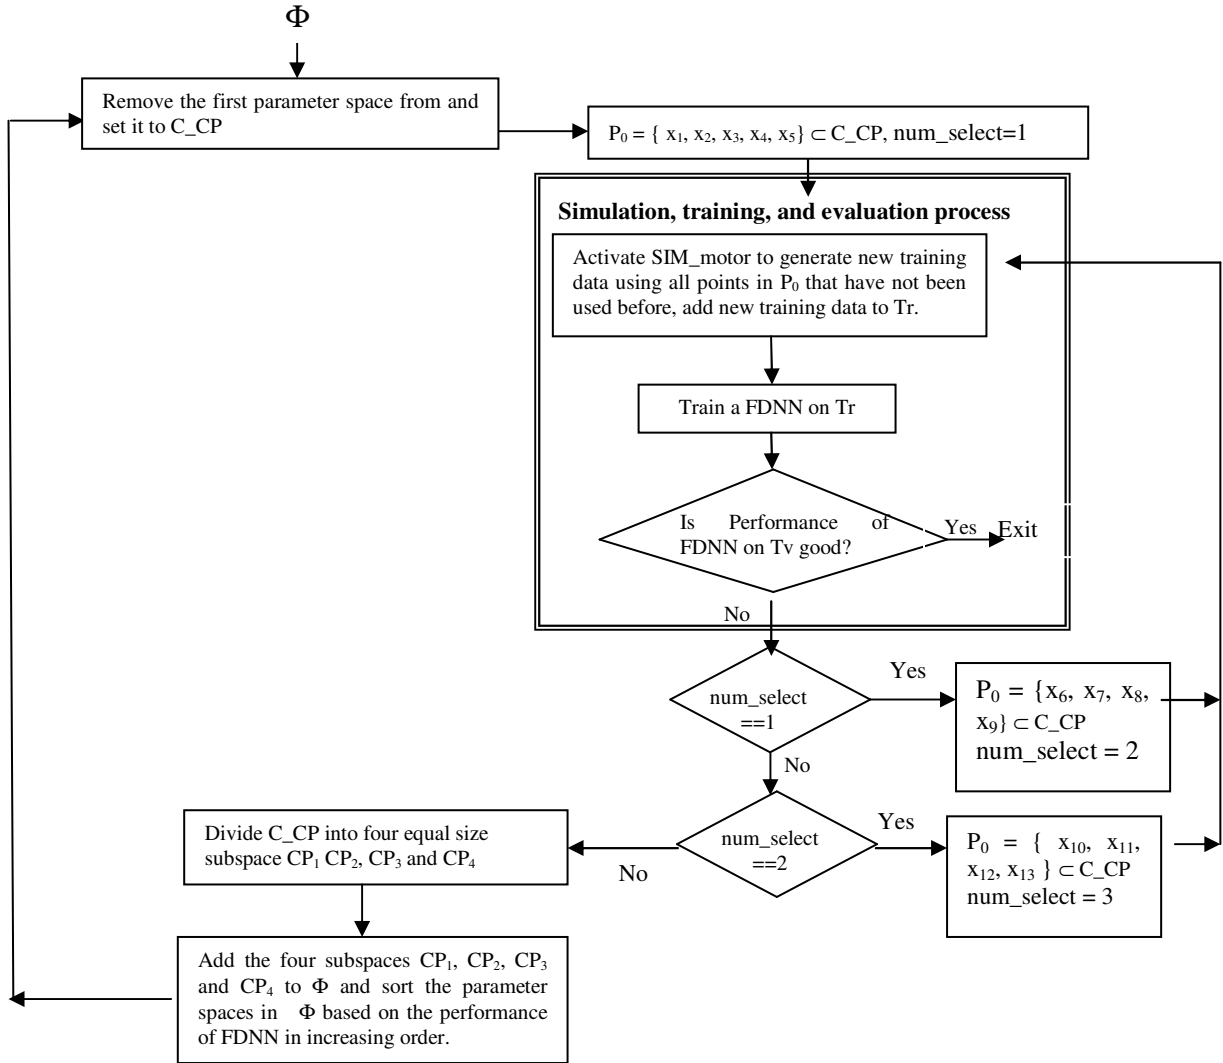 Φ
Remove the first parameter space from and
set it to C_CP
P₀ = { x₁, x₂, x₃, x₄, x₅} ⊂ C_CP, num_select=1
Simulation, training, and evaluation process
Activate SIM_motor to generate new training
data using all points in P₀ that have not been
used before, add new training data to Tr.
Train a FDNN on Tr
Is Performance of
FDNN on Tv good?
Yes
Exit
No
num_select
==1
Yes
P₀ = {x₆, x₇, x₈,
x₉} ⊂ C_CP
num_select = 2
No
num_select
==2
Yes
P₀ = { x₁₀, x₁₁,
x₁₂, x₁₃ } ⊂ C_CP
num_select = 3
No
Divide C_CP into four equal size
subspace CP₁ CP₂, CP₃ and CP₄
Add the four subspaces CP₁, CP₂, CP₃
and CP₄ to Φ and sort the parameter
spaces in Φ based on the performance
of FDNN in increasing order.